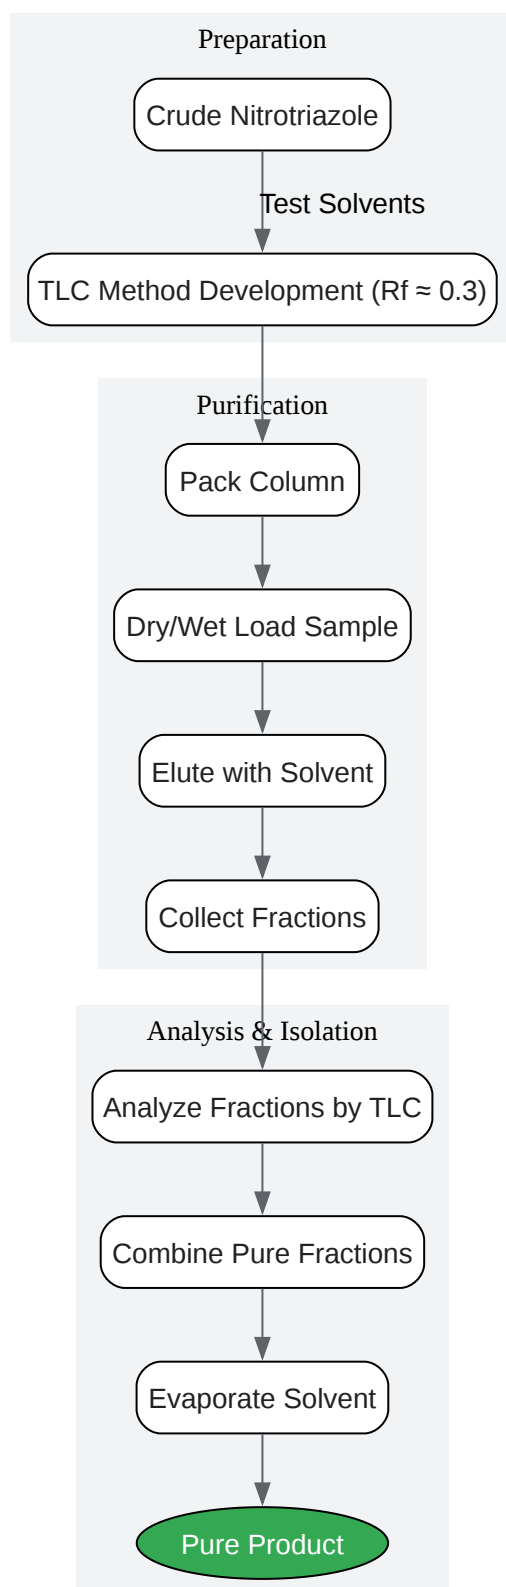 Preparation
Crude Nitrotriazole
Test Solvents
TLC Method Development (Rf ≈ 0.3)
Purification
Pack Column
Dry/Wet Load Sample
Elute with Solvent
Collect Fractions
Analysis & Isolation
Analyze Fractions by TLC
Combine Pure Fractions
Evaporate Solvent
Pure Product